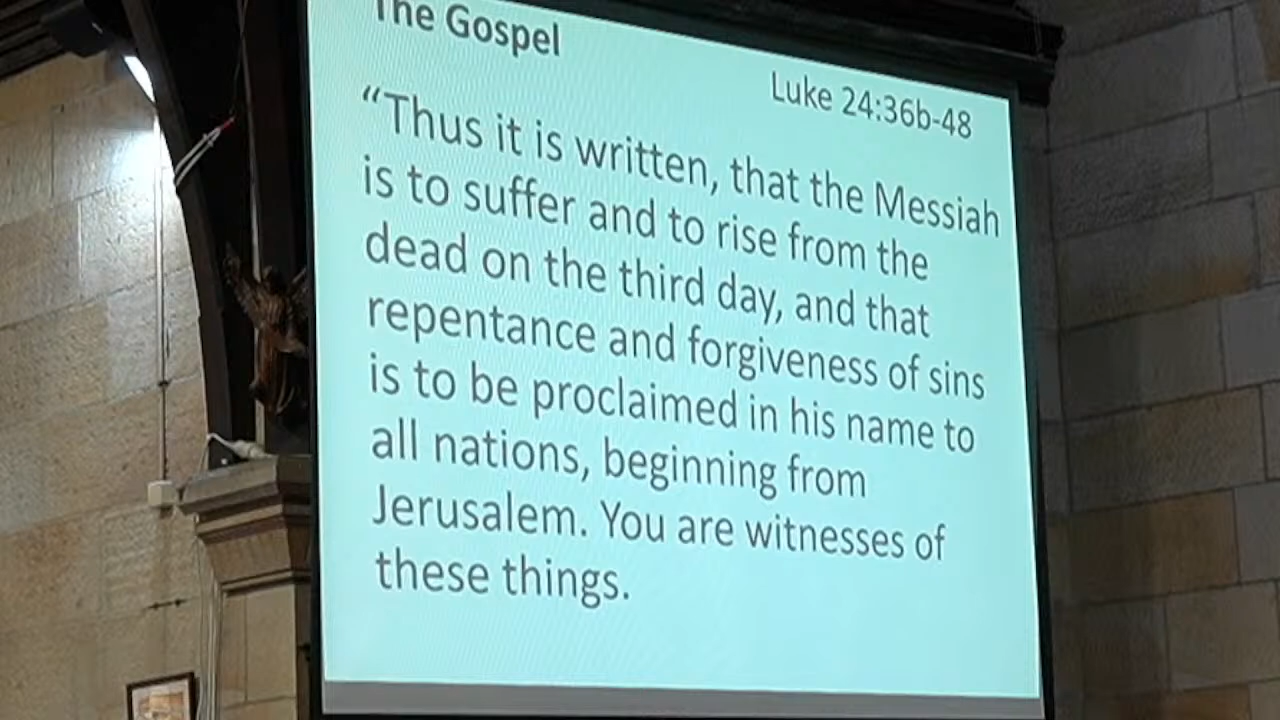 The Gospel
Luke 24:36b-48
“Thus it is written, that the Messiah
is to suffer and to rise from the
dead on the third day, and that
repentance and forgiveness of sins
is to be proclaimed in his name to
all nations, beginning from
Jerusalem. You are witnesses of
these things.